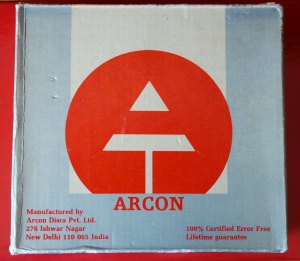 ARCON
Manufactured by
Arcon Discs Pvt. Ltd.
276 Ishwar Nagar
New Delhi 110 065 India
100% Certified Error Free
Lifetime guarantee